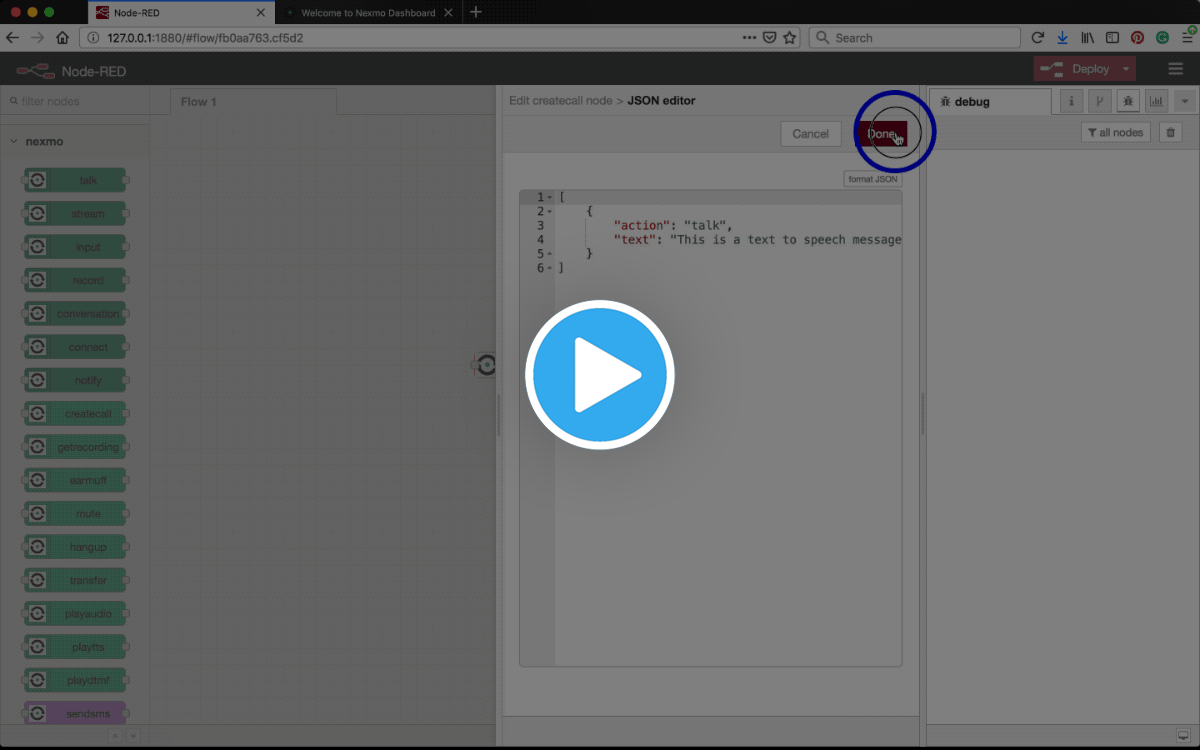 Node-RED
Welcome to Nexmo Dashboard
127.0.0.1:1880/#flow/fb0aa763.cf5d2
Search
Node-RED
Deploy
filter nodes
nexmo
talk
stream
input
record
conversation
connect
notify
createcall
getrecording
earmuff
mute
hangup
transfer
playaudio
playtts
playdtmf
sendsms
Flow 1
Edit createcall node > JSON editor
Cancel
Done
format JSON
1 [
2 {
3 "action": "talk",
4 "text": "This is a text to speech message
5 }
6 ]
debug
i
all nodes